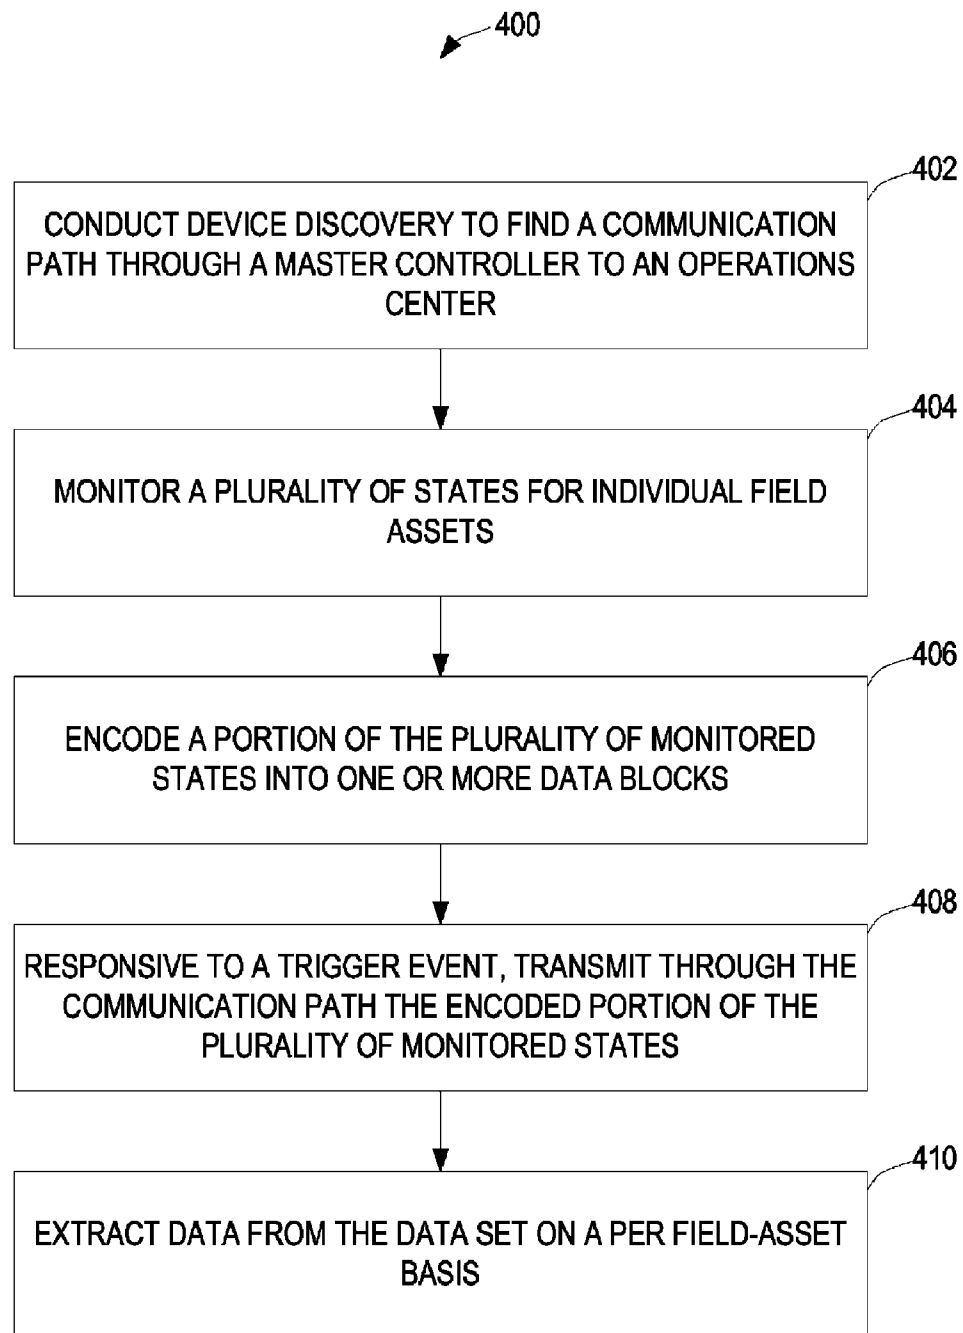 400
402
CONDUCT DEVICE DISCOVERY TO FIND A COMMUNICATION
PATH THROUGH A MASTER CONTROLLER TO AN OPERATIONS
CENTER
404
MONITOR A PLURALITY OF STATES FOR INDIVIDUAL FIELD
ASSETS
406
ENCODE A PORTION OF THE PLURALITY OF MONITORED
STATES INTO ONE OR MORE DATA BLOCKS
408
RESPONSIVE TO A TRIGGER EVENT, TRANSMIT THROUGH THE
COMMUNICATION PATH THE ENCODED PORTION OF THE
PLURALITY OF MONITORED STATES
410
EXTRACT DATA FROM THE DATA SET ON A PER FIELD-ASSET
BASIS